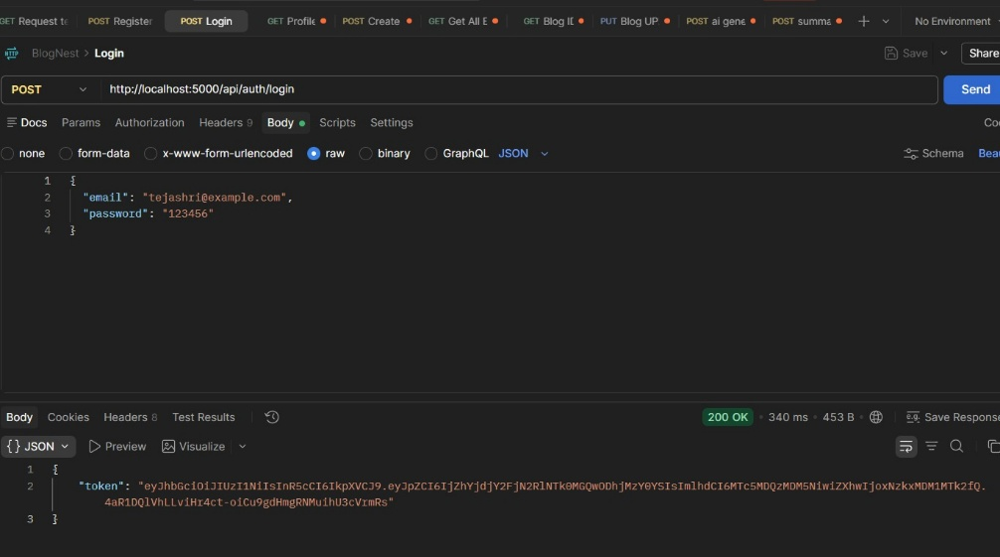 GET Request te POST Register POST Login GET Profile POST Create GET Get All E GET Blog ID PUT Blog UP POST ai gene POST summa No Environment
HTTP BlogNest > Login Save Share
POST http://localhost:5000/api/auth/login Send
Docs Params Authorization Headers 9 Body Scripts Settings Coo
none form-data x-www-form-urlencoded raw binary GraphQL JSON Schema Beau
1 {
2 "email": "tejashri@example.com",
3 "password": "123456"
4 }
Body Cookies Headers 8 Test Results 200 OK • 340 ms • 453 B • e.g. Save Response
{} JSON Preview Visualize
1 {
2 "token": "eyJhbGciOiJIUzI1NiIsInR5cCI6IkpXVCJ9.eyJpZCI6IjZhYjdjY2FjN2RlNTk0MGQwODhjMzY0YSIsImlhdCI6MTc5MDQzMDM5NiwiZXhwIjoxNzkxMDM1MTk2fQ.
4aR1DQlVhLLviHr4ct-oiCu9gdHmgRNMuihU3cVrmRs"
3 }